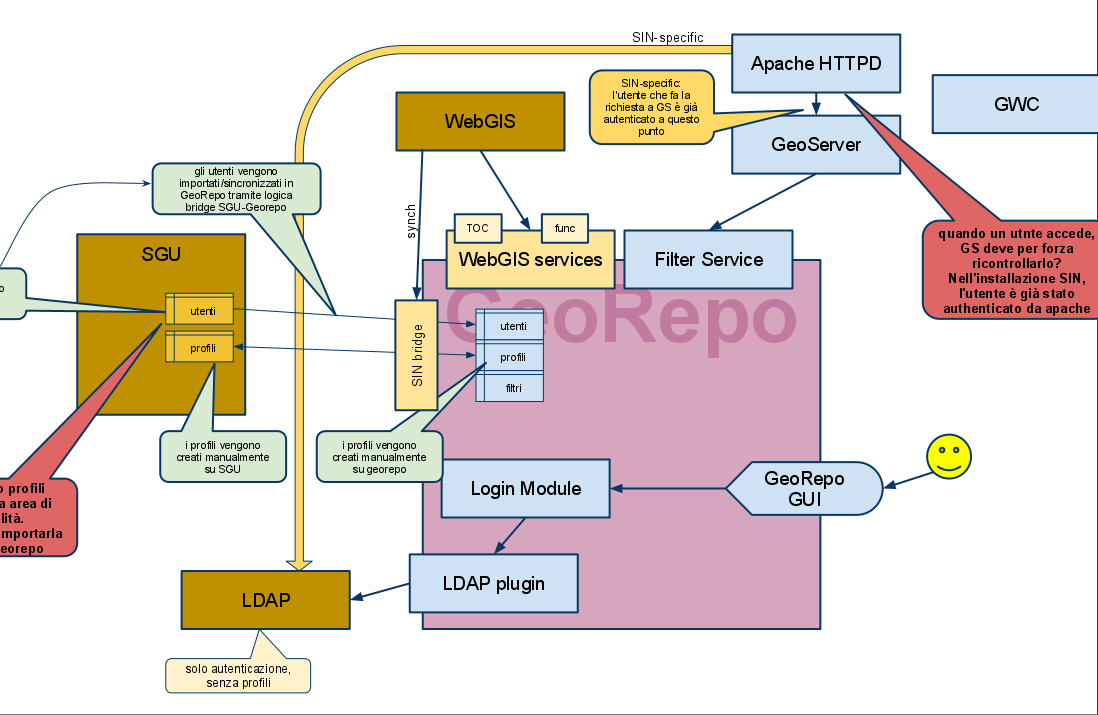 SIN-specific
Apache HTTPD
SIN-specific:
l'utente che fa la
richiesta a GS è già
autenticato a questo
punto
GWC
WebGIS
GeoServer
gli utenti vengono
importati/sincronizzati in
GeoRepo tramite logica
bridge SGU-Georepo
synch
TOC
func
WebGIS services
Filter Service
quando un utnte accede,
GS deve per forza
ricontrollarlo?
Nell'installazione SIN,
l'utente è già stato
authenticato da apache
SGU
o
utenti
profili
SIN bridge
GeoRepo
utenti
profili
filtri
i profili vengono
creati manualmente
su SGU
i profili vengono
creati manualmente
su georepo
Login Module
GeoRepo
GUI
o profili
a area di
lità.
mportarla
eorepo
LDAP plugin
LDAP
solo autenticazione,
senza profili